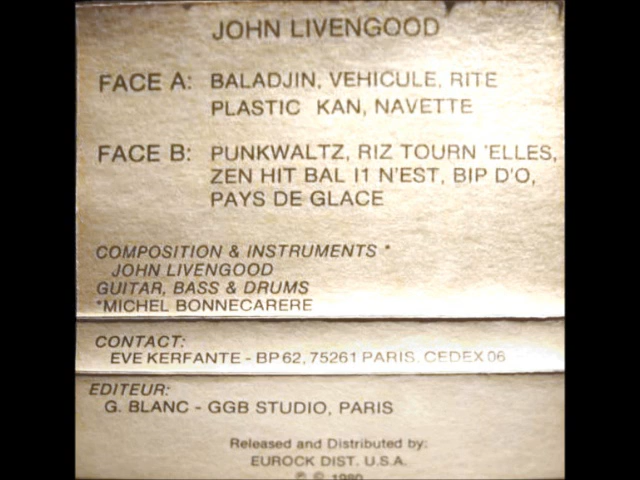 JOHN LIVENGOOD
FACE A: BALADJIN, VEHICULE, RITE
PLASTIC KAN, NAVETTE
FACE B: PUNKWALTZ, RIZ TOURN 'ELLES,
ZEN HIT BAL I1 N'EST, BIP D'O,
PAYS DE GLACE
COMPOSITION & INSTRUMENTS *
JOHN LIVENGOOD
GUITAR, BASS & DRUMS
*MICHEL BONNECARERE
CONTACT:
EVE KERFANTE - BP 62, 75261 PARIS, CEDEX 06
EDITEUR:
G. BLANC - GGB STUDIO, PARIS
Released and Distributed by:
EUROCK DIST. U.S.A.
℗ © 1980